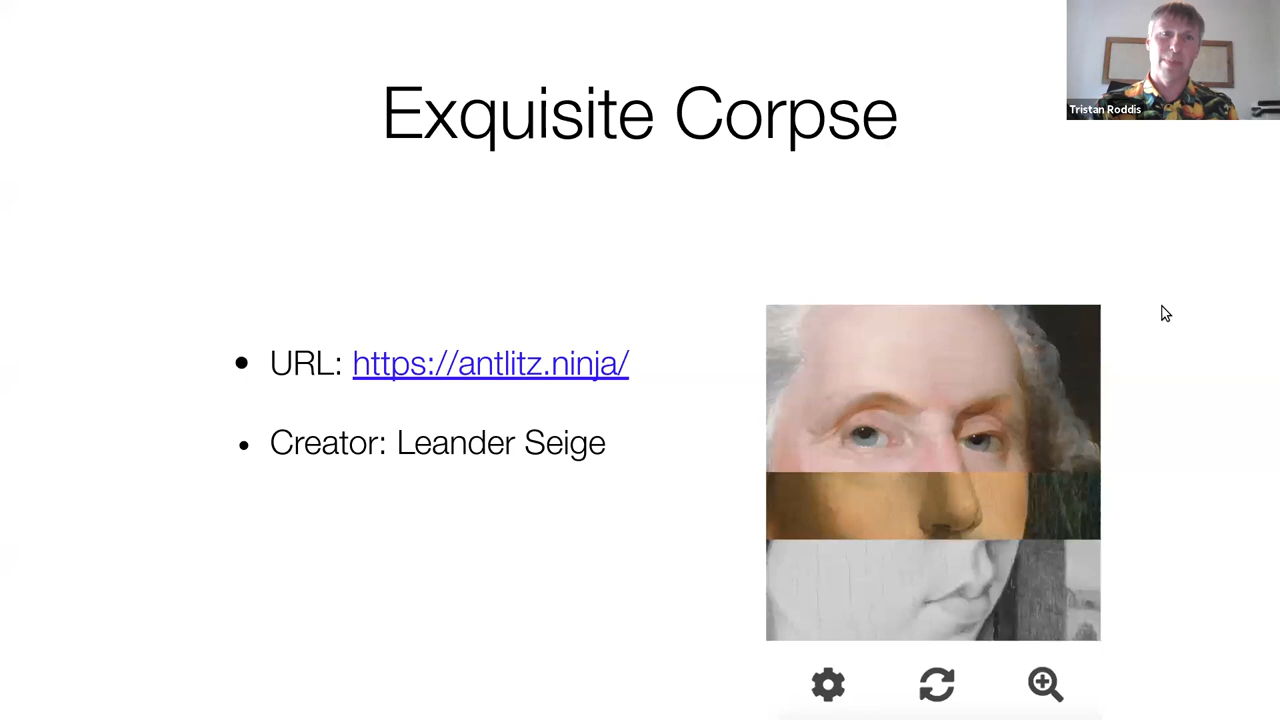 Exquisite Corpse
Tristan Roddis
• URL: https://antlitz.ninja/
• Creator: Leander Seige